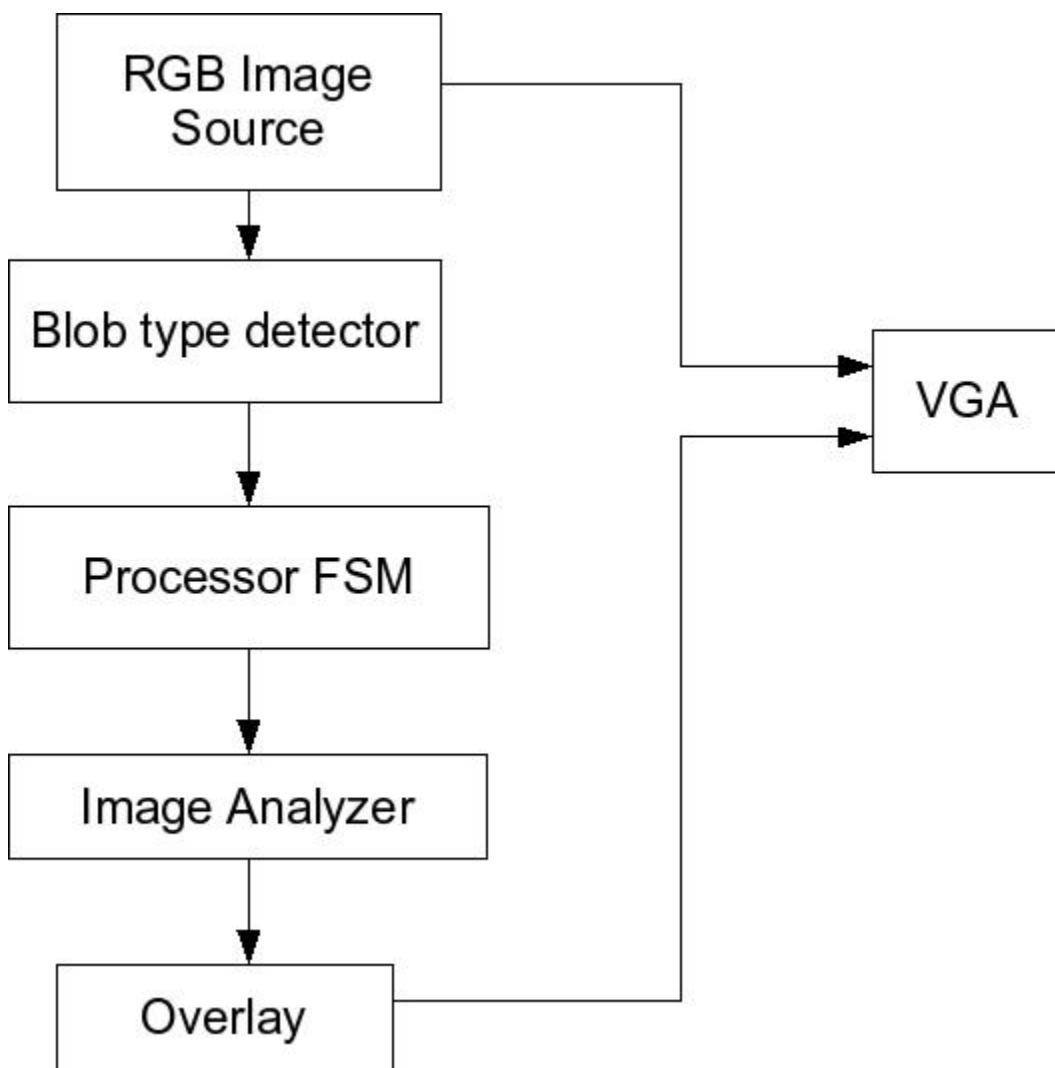 RGB Image
Source
Blob type detector
VGA
Processor FSM
Image Analyzer
Overlay